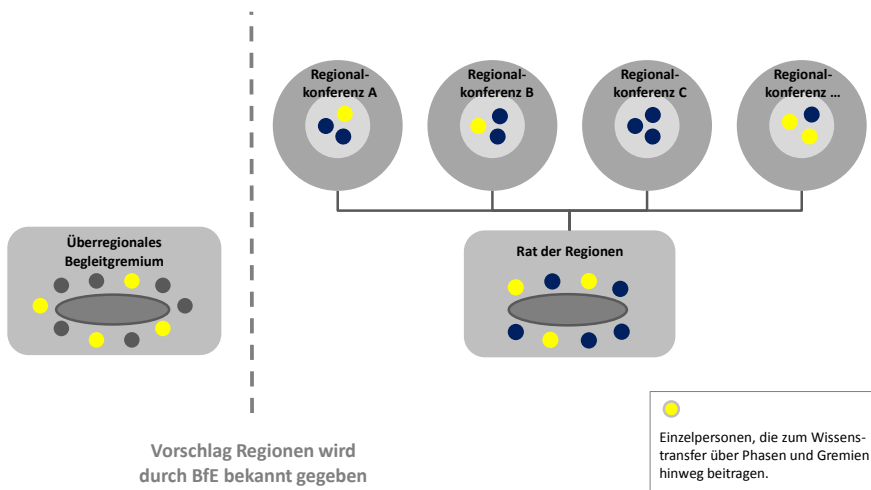 Regional-
konferenz A
Regional-
konferenz B
Regional-
konferenz C
Regional-
konferenz ...
Überregionales
Begleitgremium
Rat der Regionen
Vorschlag Regionen wird
durch BfE bekannt gegeben
Einzelpersonen, die zum Wissens-
transfer über Phasen und Gremien
hinweg beitragen.